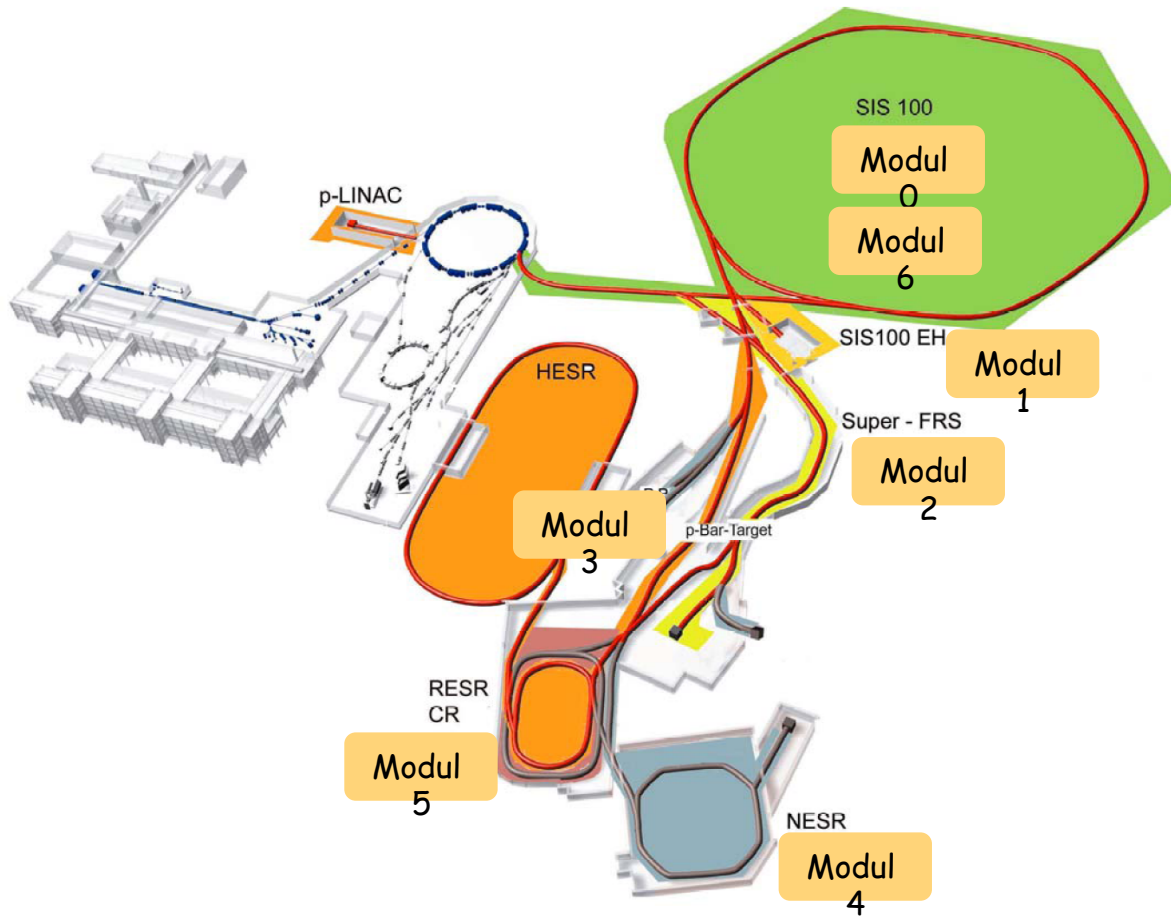 SIS 100
Modul
0
Modul
6
p-LINAC
SIS100 EH
Modul
1
HESR
Super - FRS
Modul
2
Modul
3
p-Bar-Target
RESR
CR
Modul
5
NESR
Modul
4